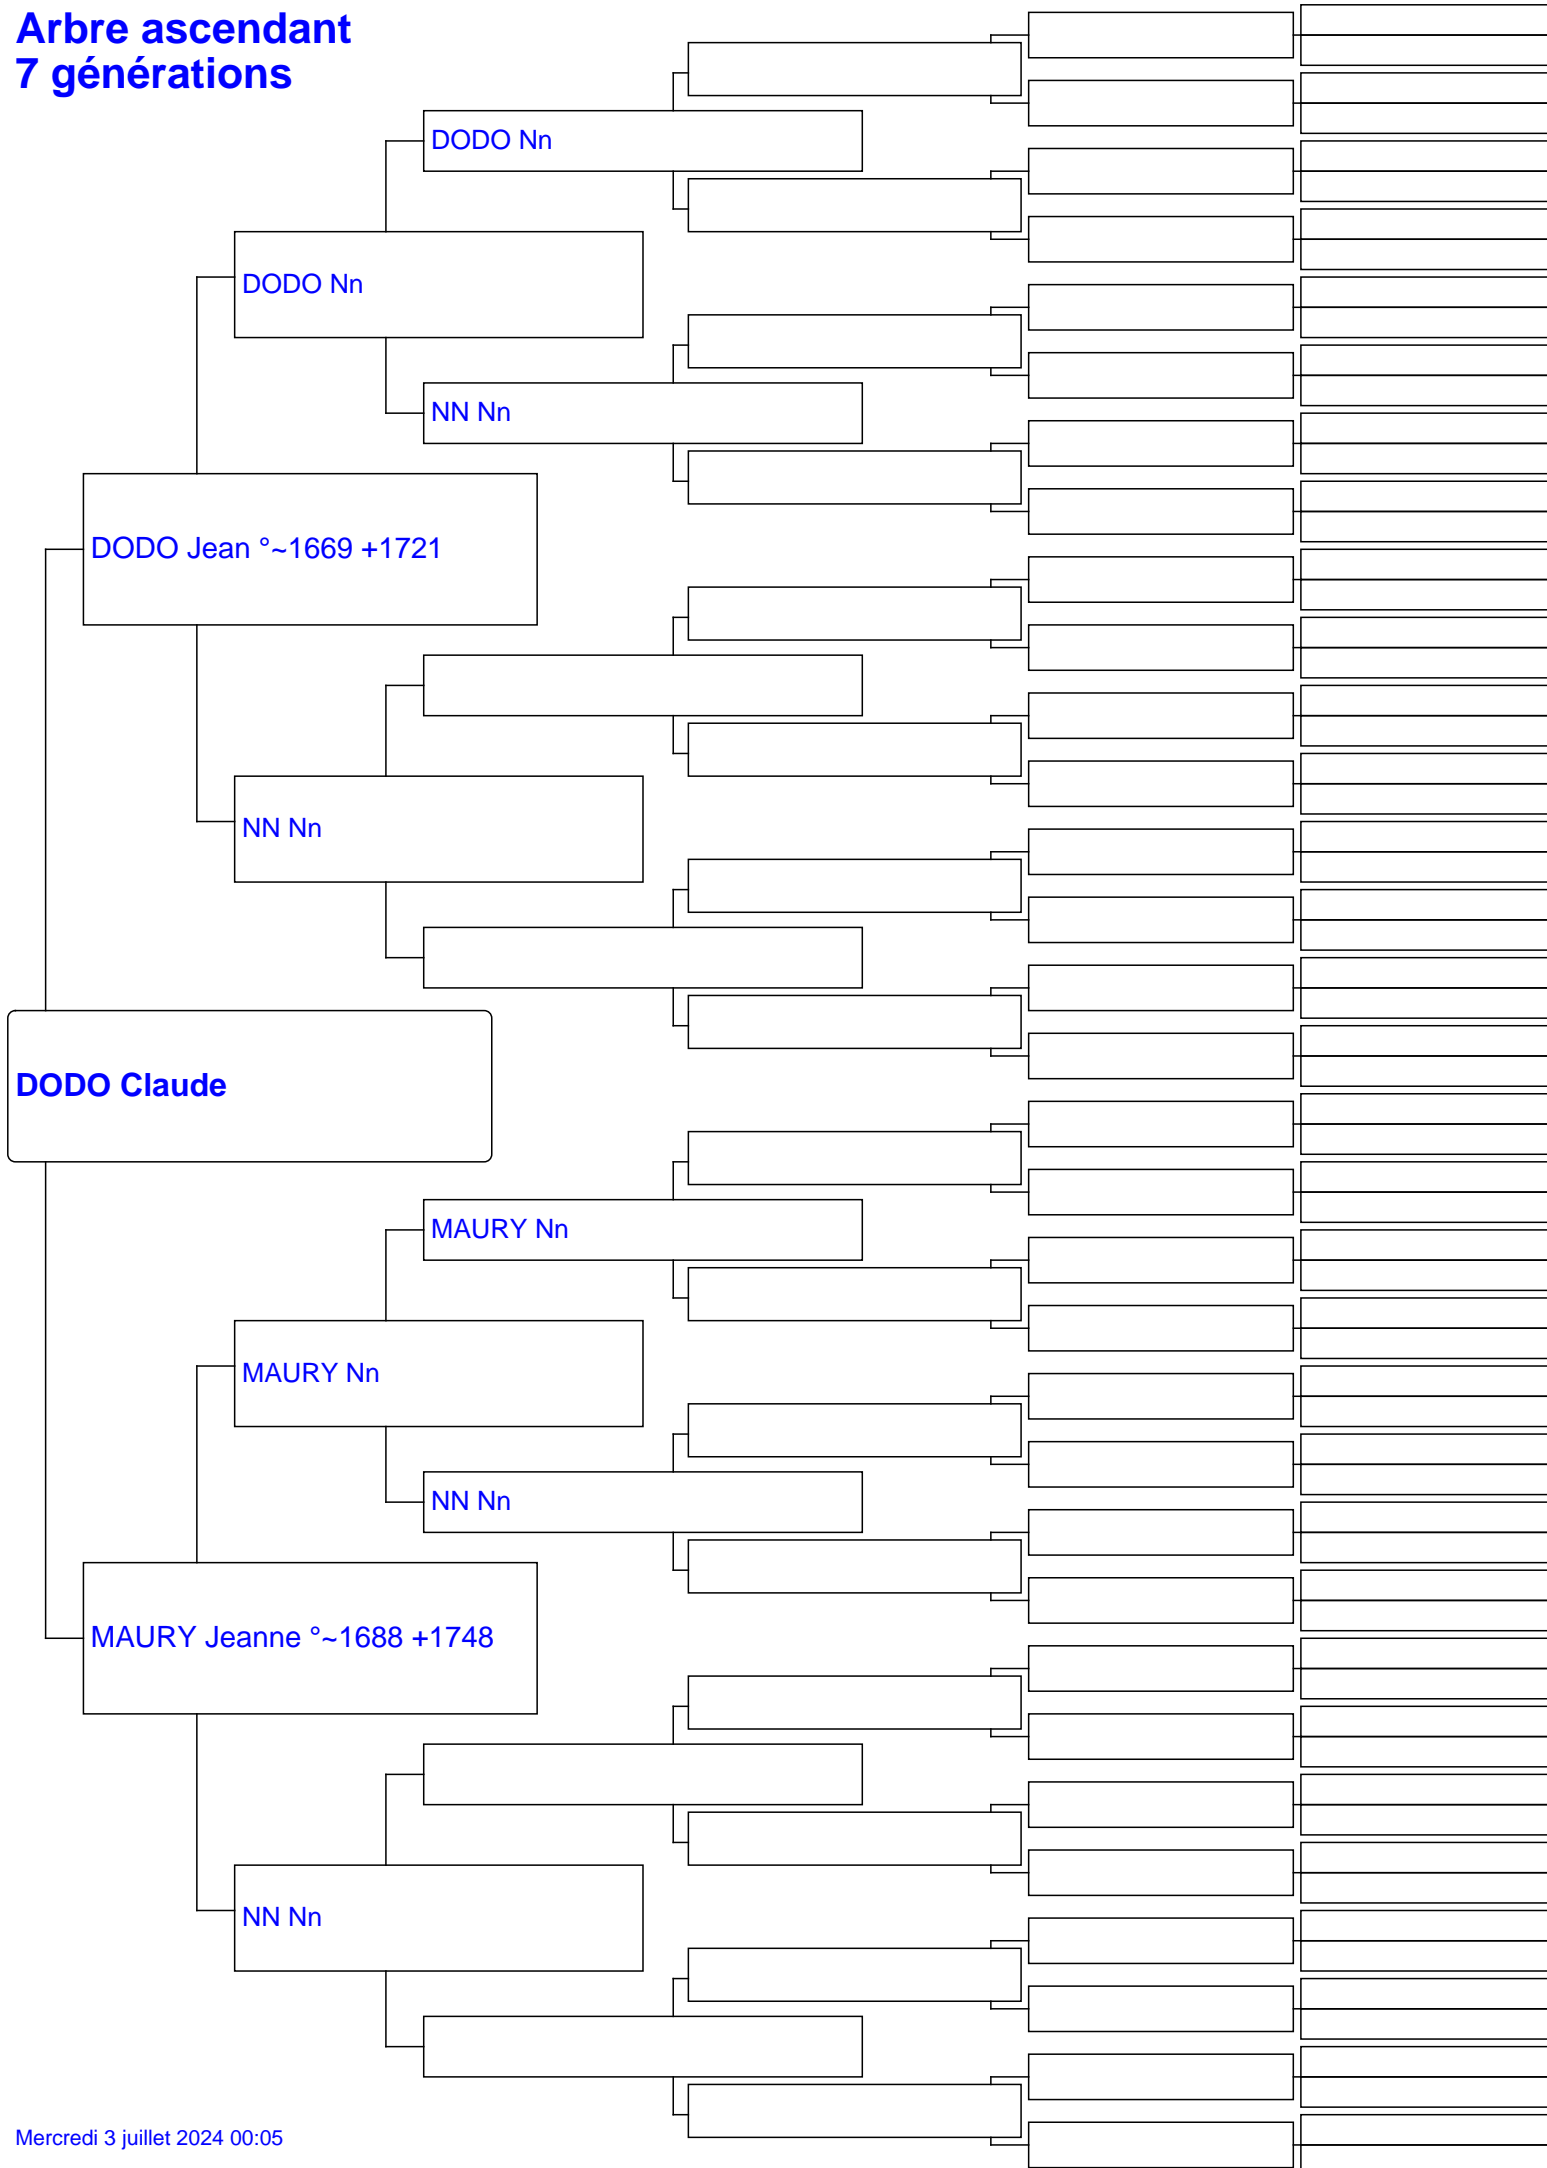 Arbre ascendant
7 générations
DODO Nn
DODO Nn
NN Nn
DODO Jean °~1669 +1721
NN Nn
DODO Claude
MAURY Nn
MAURY Nn
NN Nn
MAURY Jeanne °~1688 +1748
NN Nn
Mercredi 3 juillet 2024 00:05